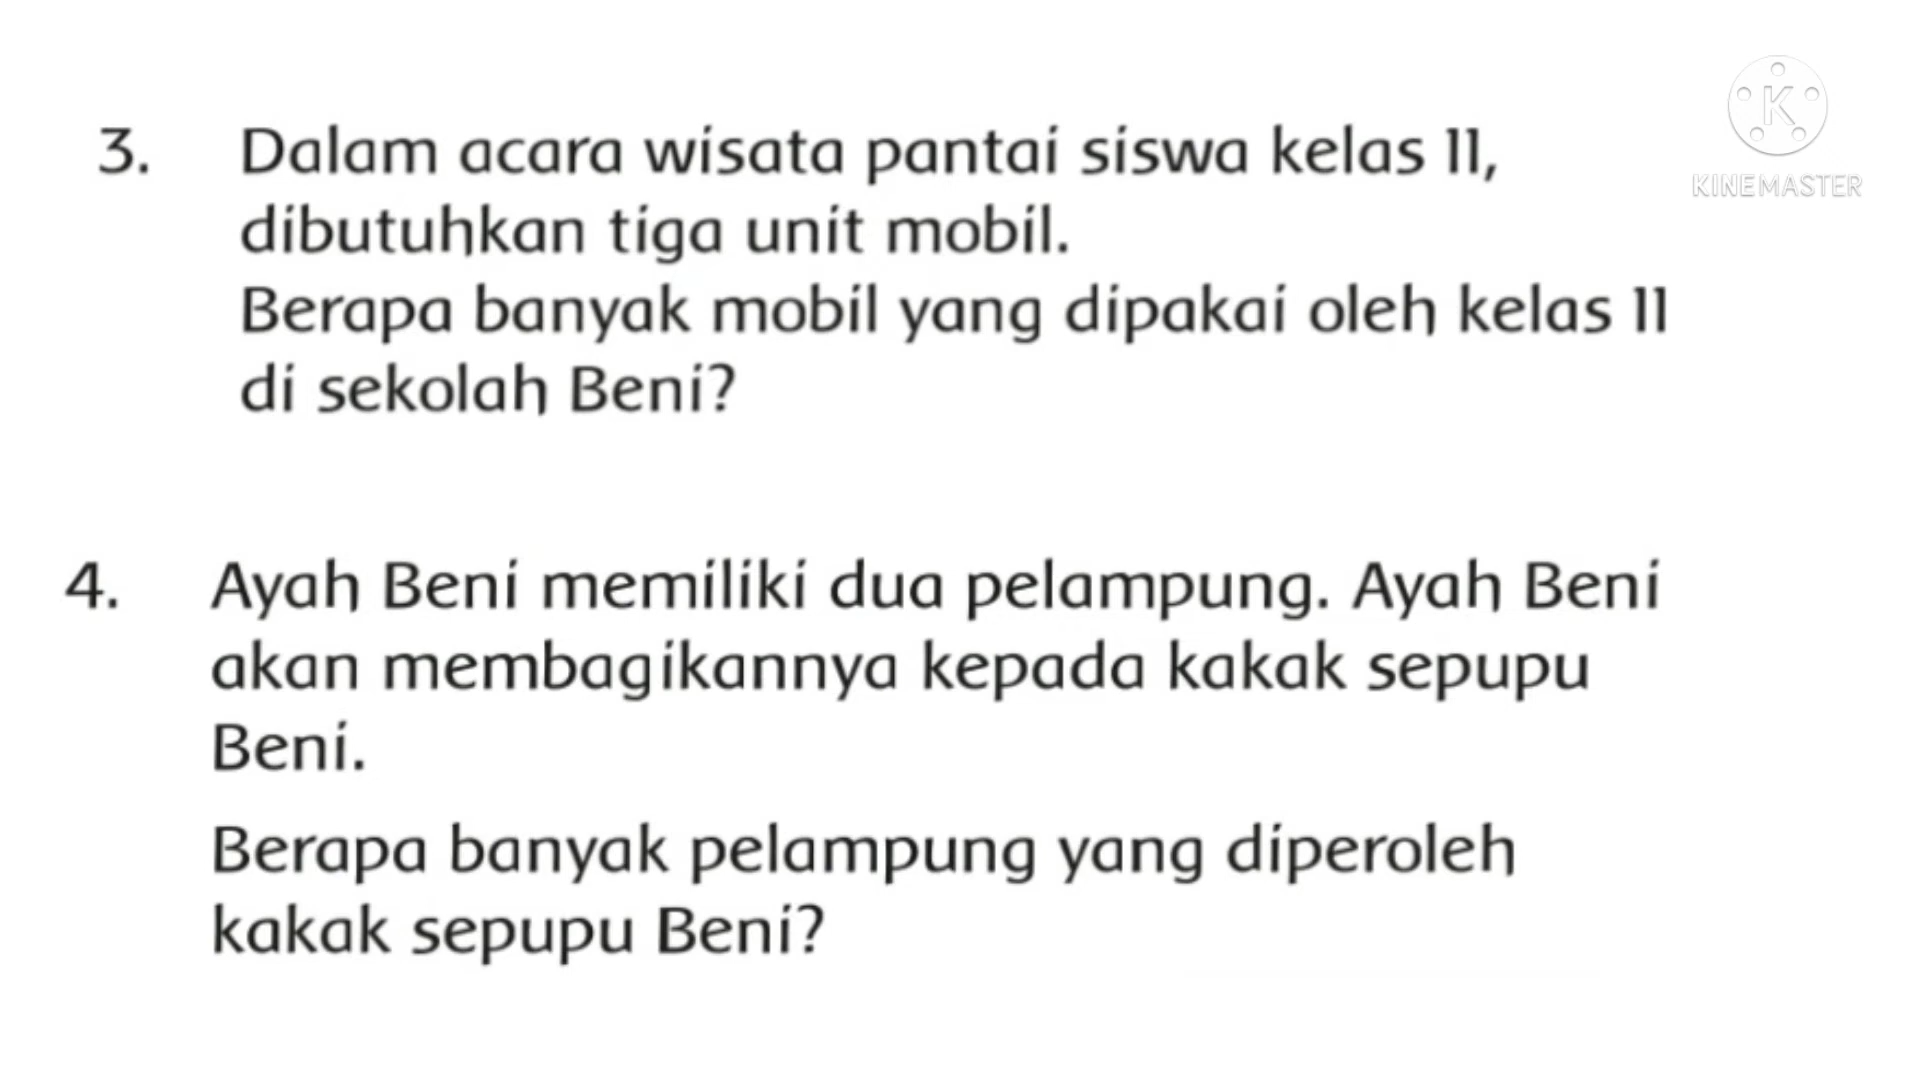 KINEMASTER
3. Dalam acara wisata pantai siswa kelas 11,
dibutuhkan tiga unit mobil.
Berapa banyak mobil yang dipakai oleh kelas 11
di sekolah Beni?
4. Ayah Beni memiliki dua pelampung. Ayah Beni
akan membagikannya kepada kakak sepupu
Beni.
Berapa banyak pelampung yang diperoleh
kakak sepupu Beni?